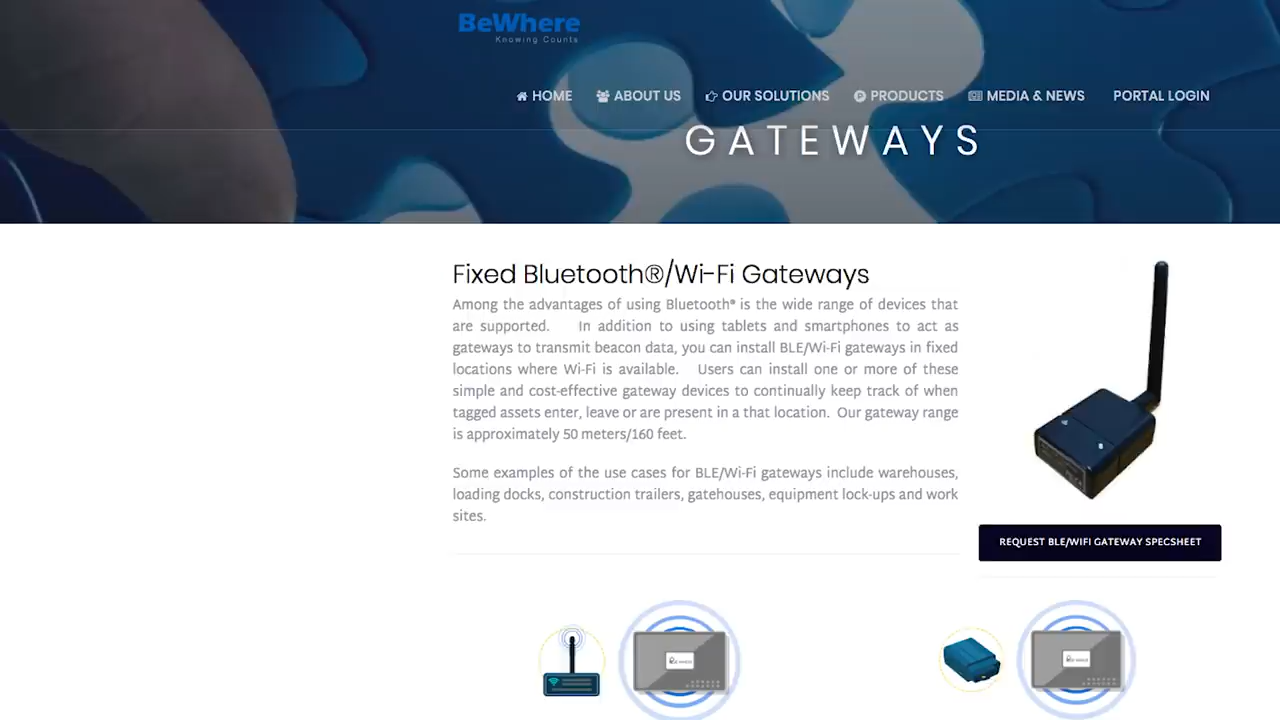 BeWhere
Knowing Counts
HOME ABOUT US OUR SOLUTIONS PRODUCTS MEDIA & NEWS PORTAL LOGIN
GATEWAYS
Fixed Bluetooth®/Wi-Fi Gateways
Among the advantages of using Bluetooth® is the wide range of devices that
are supported. In addition to using tablets and smartphones to act as
gateways to transmit beacon data, you can install BLE/Wi-Fi gateways in fixed
locations where Wi-Fi is available. Users can install one or more of these
simple and cost-effective gateway devices to continually keep track of when
tagged assets enter, leave or are present in a that location. Our gateway range
is approximately 50 meters/160 feet.
Some examples of the use cases for BLE/Wi-Fi gateways include warehouses,
loading docks, construction trailers, gatehouses, equipment lock-ups and work
sites.
REQUEST BLE/WIFI GATEWAY SPECSHEET